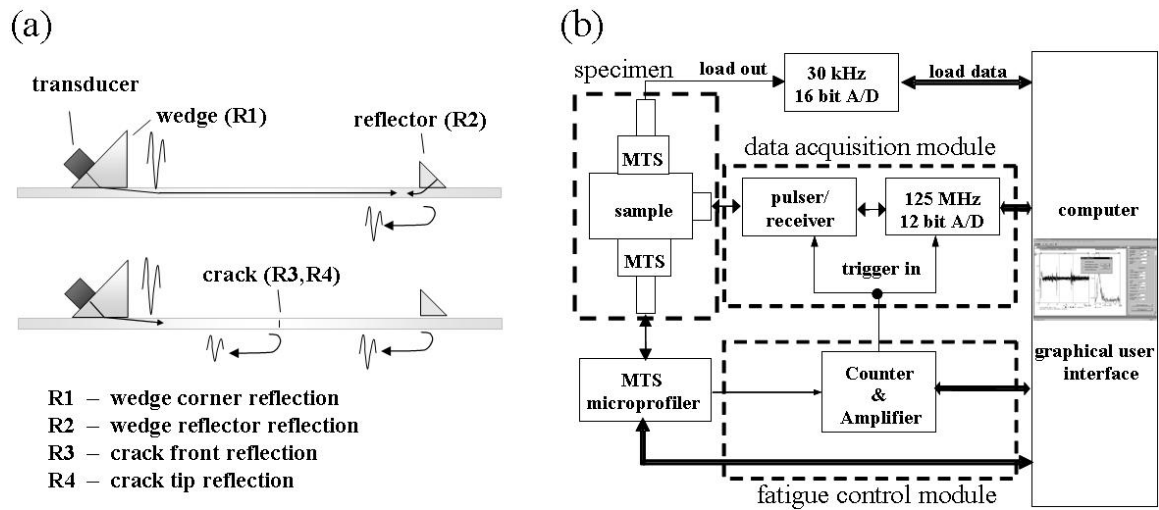 (a)
transducer
wedge (R1)
reflector (R2)
crack (R3,R4)
R1 – wedge corner reflection
R2 – wedge reflector reflection
R3 – crack front reflection
R4 – crack tip reflection
(b)
specimen
load out
30 kHz
16 bit A/D
load data
MTS
sample
MTS
data acquisition module
pulser/
receiver
125 MHz
12 bit A/D
trigger in
computer
graphical user
interface
MTS
microprofiler
Counter
&
Amplifier
fatigue control module